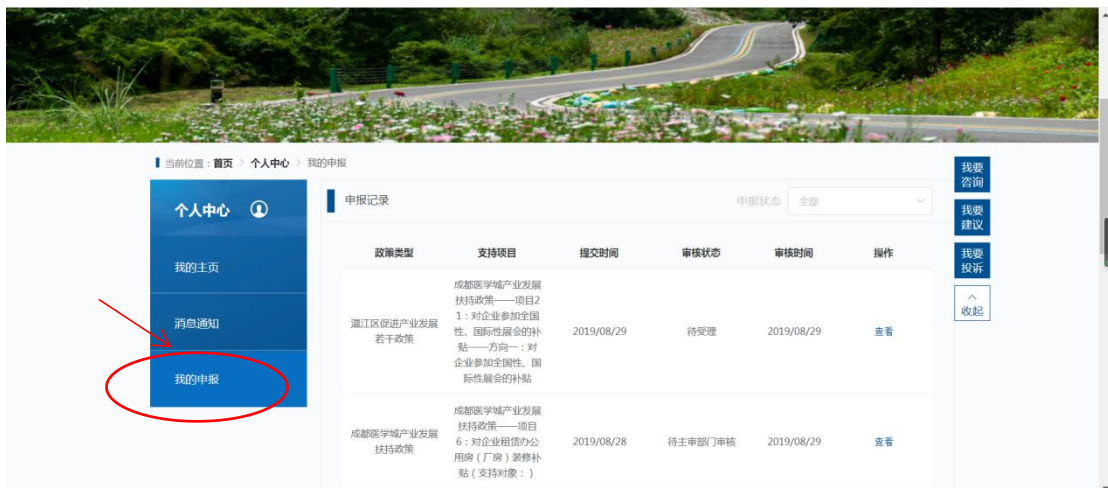 当前位置：首页 > 个人中心 > 我的申报
个人中心
我的主页
消息通知
我的申报
申报记录
申报状态 全部
政策类型 支持项目 提交时间 审核状态 审核时间 操作
成都医学城产业发展
扶持政策——项目2
1：对企业参加全国
温江区促进产业发展 性、国际性展会的补 2019/08/29 待受理 2019/08/29 查看
若干政策 贴——方向一：对
企业参加全国性、国
际性展会的补贴
成都医学城产业发展
扶持政策——项目
成都医学城产业发展 6：对企业租赁办公 2019/08/28 待主审部门审核 2019/08/29 查看
扶持政策 用房（厂房）装修补
贴（支持对象：）
我要
咨询
我要
建议
我要
投诉
收起